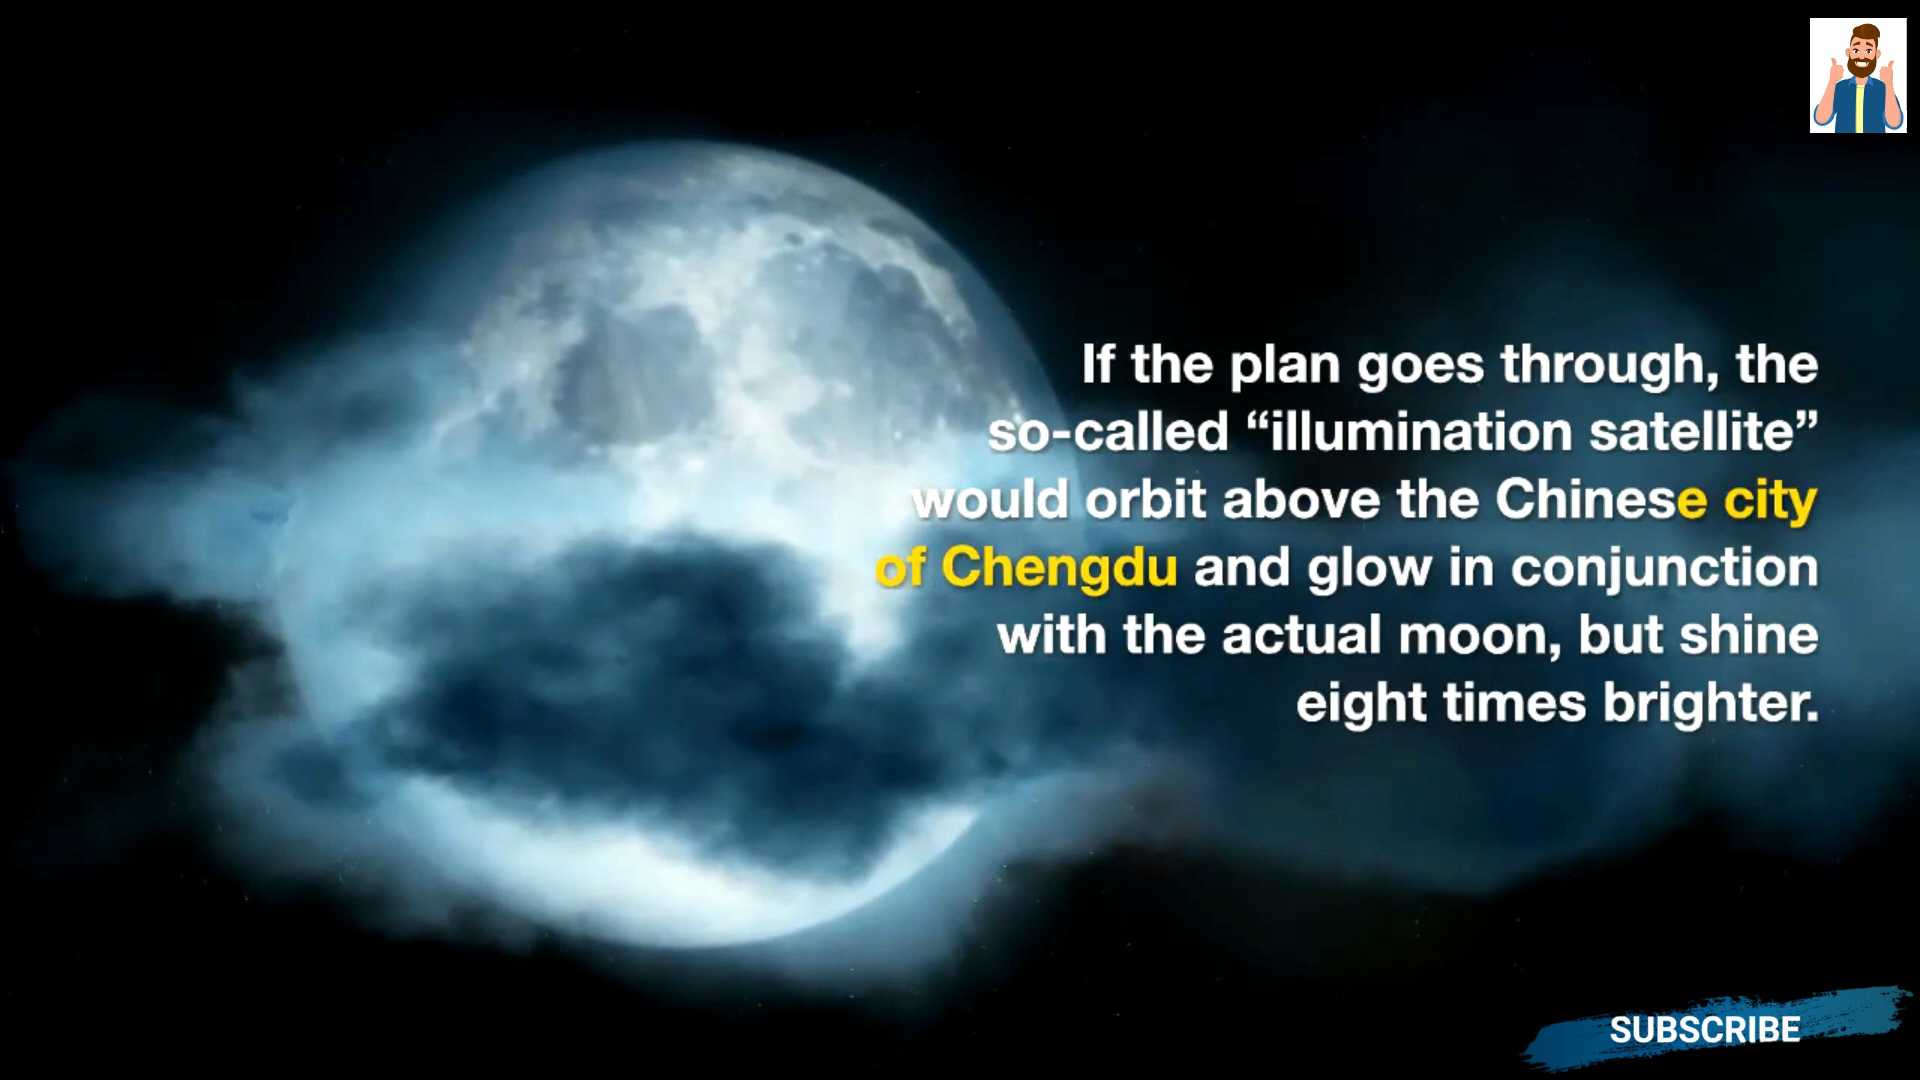 If the plan goes through, the
so-called “illumination satellite”
would orbit above the Chinese city
of Chengdu and glow in conjunction
with the actual moon, but shine
eight times brighter.
SUBSCRIBE